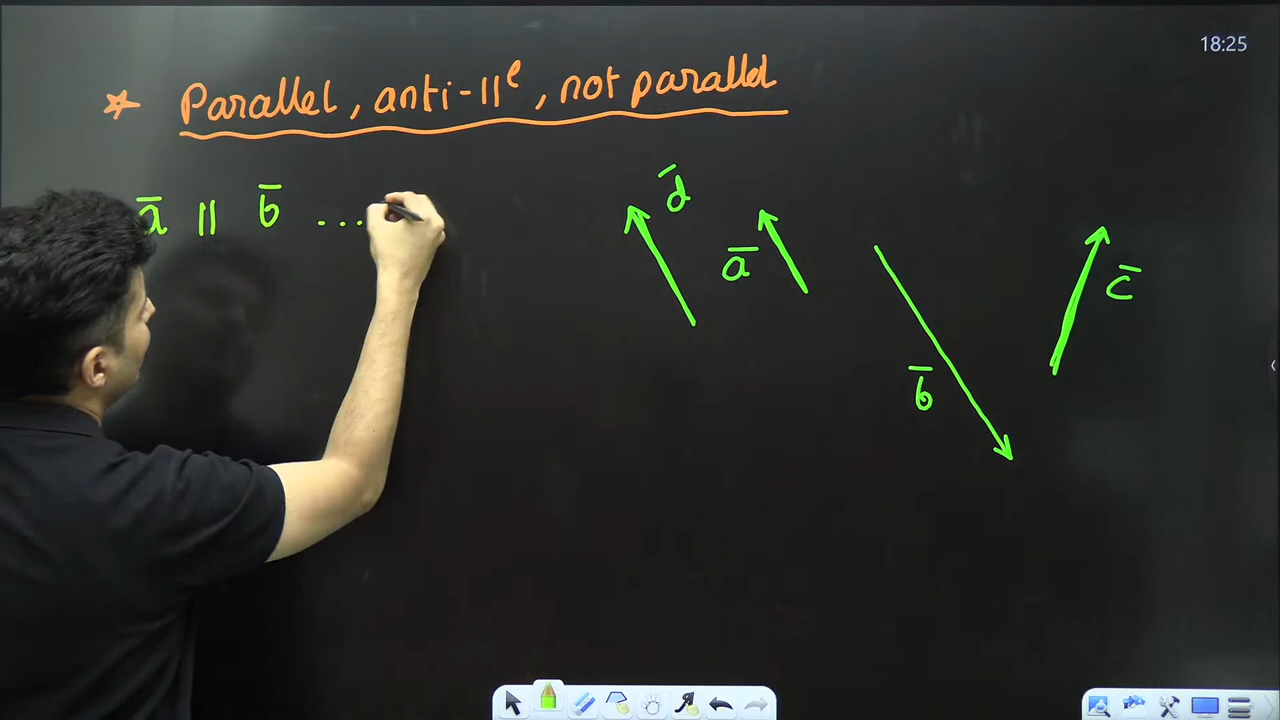 18:25
* Parallel, anti-||ˡ, not parallel
ā || b̄ ...
d̄
ā
c̄
b̄